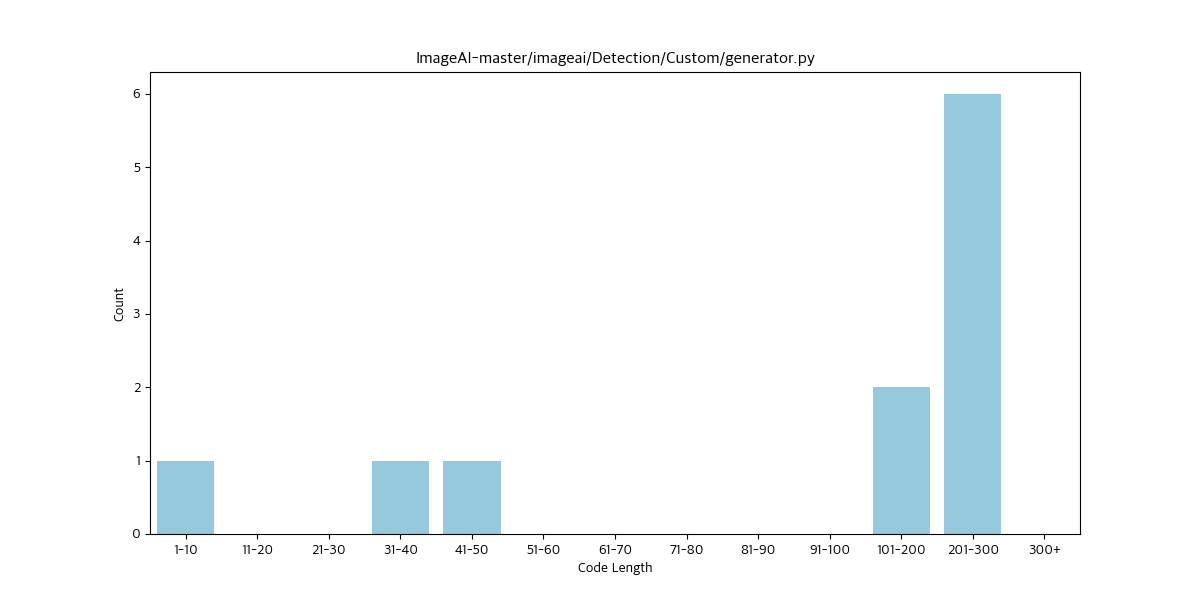 ImageAI-master/imageai/Detection/Custom/generator.py
6
5
4
3
2
1
0
Count
1-10 11-20 21-30 31-40 41-50 51-60 61-70 71-80 81-90 91-100 101-200 201-300 300+
Code Length